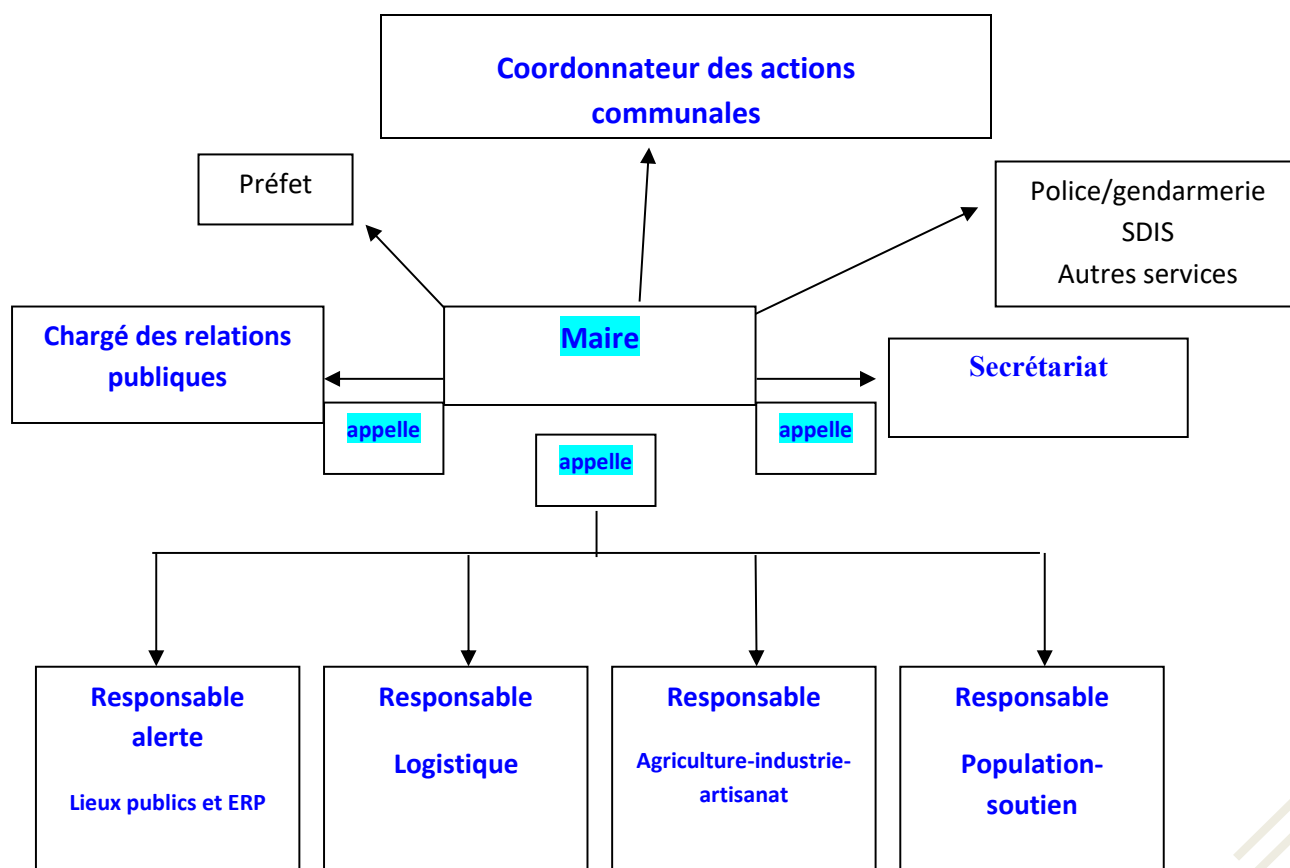 Coordonnateur des actions
communales
Préfet
Police/gendarmerie
SDIS
Autres services
Chargé des relations
publiques
Maire
Secrétariat
appelle
appelle
appelle
Responsable
alerte
Lieux publics et ERP
Responsable
Logistique
Responsable
Agriculture-industrie-
artisanat
Responsable
Population-
soutien